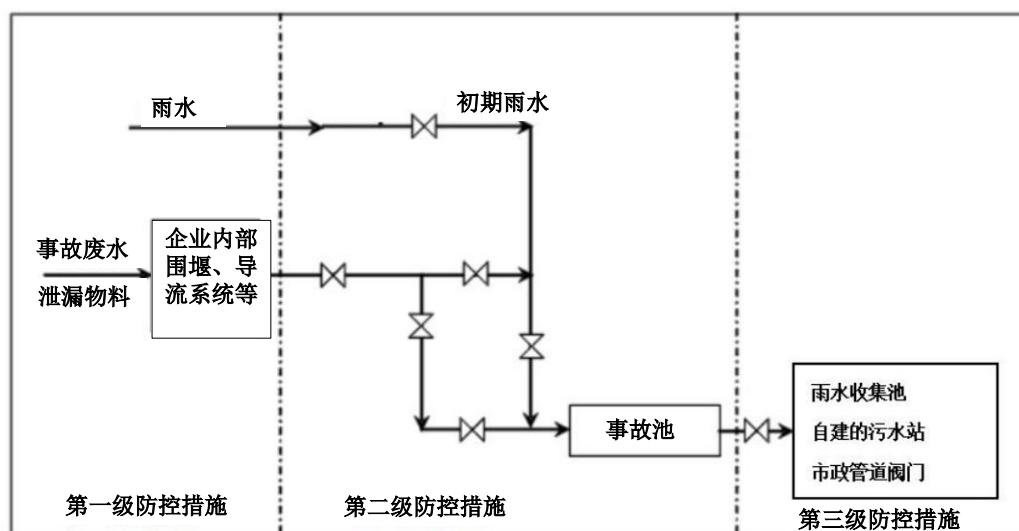 雨水
初期雨水
事故废水
泄漏物料
企业内部
围堰、导
流系统等
事故池
雨水收集池
自建的污水站
市政管道阀门
第一级防控措施
第二级防控措施
第三级防控措施